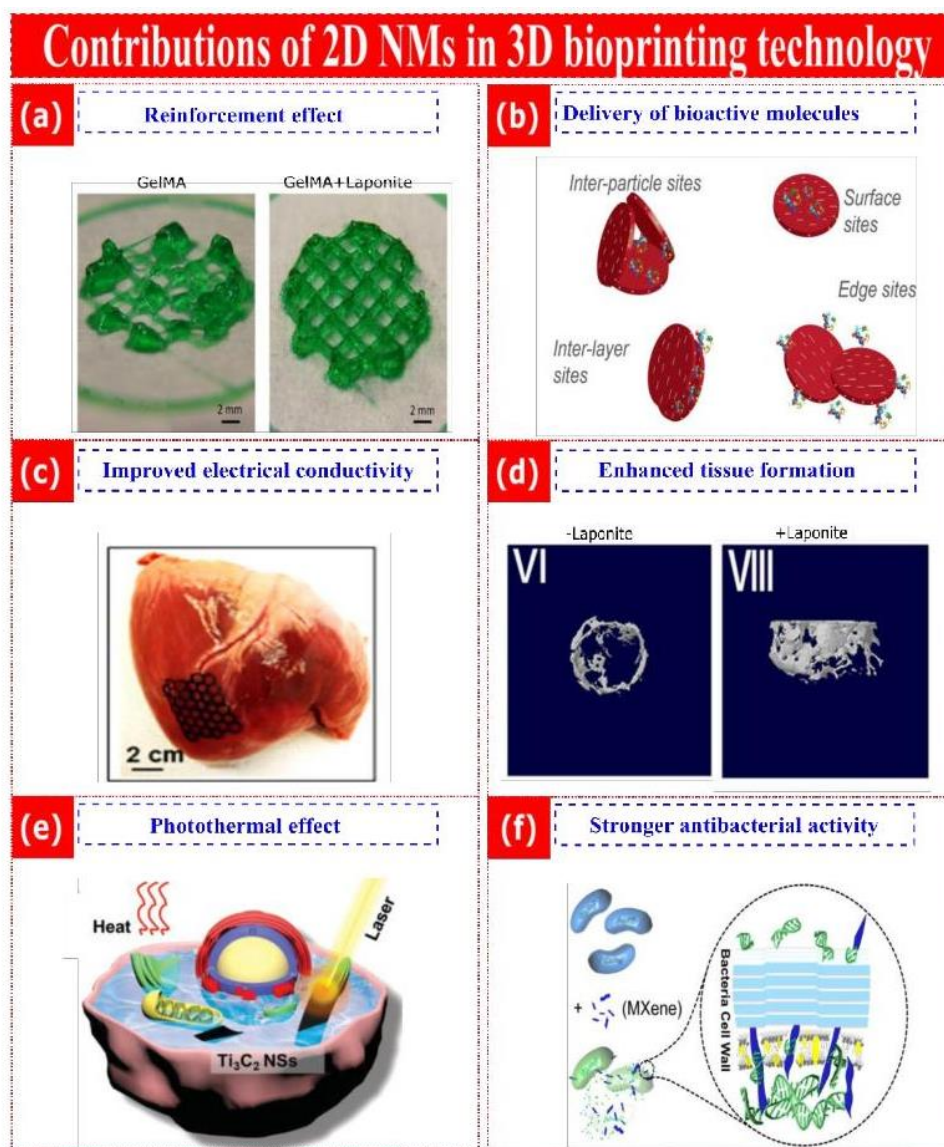 Contributions of 2D NMs in 3D bioprinting technology
(a)
Reinforcement effect
GelMA
GelMA+Laponite
2 mm
2 mm
(b)
Delivery of bioactive molecules
Inter-particle sites
Surface
sites
Edge sites
Inter-layer
sites
(c)
Improved electrical conductivity
2 cm
(d)
Enhanced tissue formation
-Laponite
+Laponite
VI
VIII
(e)
Photothermal effect
Heat
Laser
Ti₃C₂ NSs
(f)
Stronger antibacterial activity
+
(MXene)
Bacteria Cell Wall